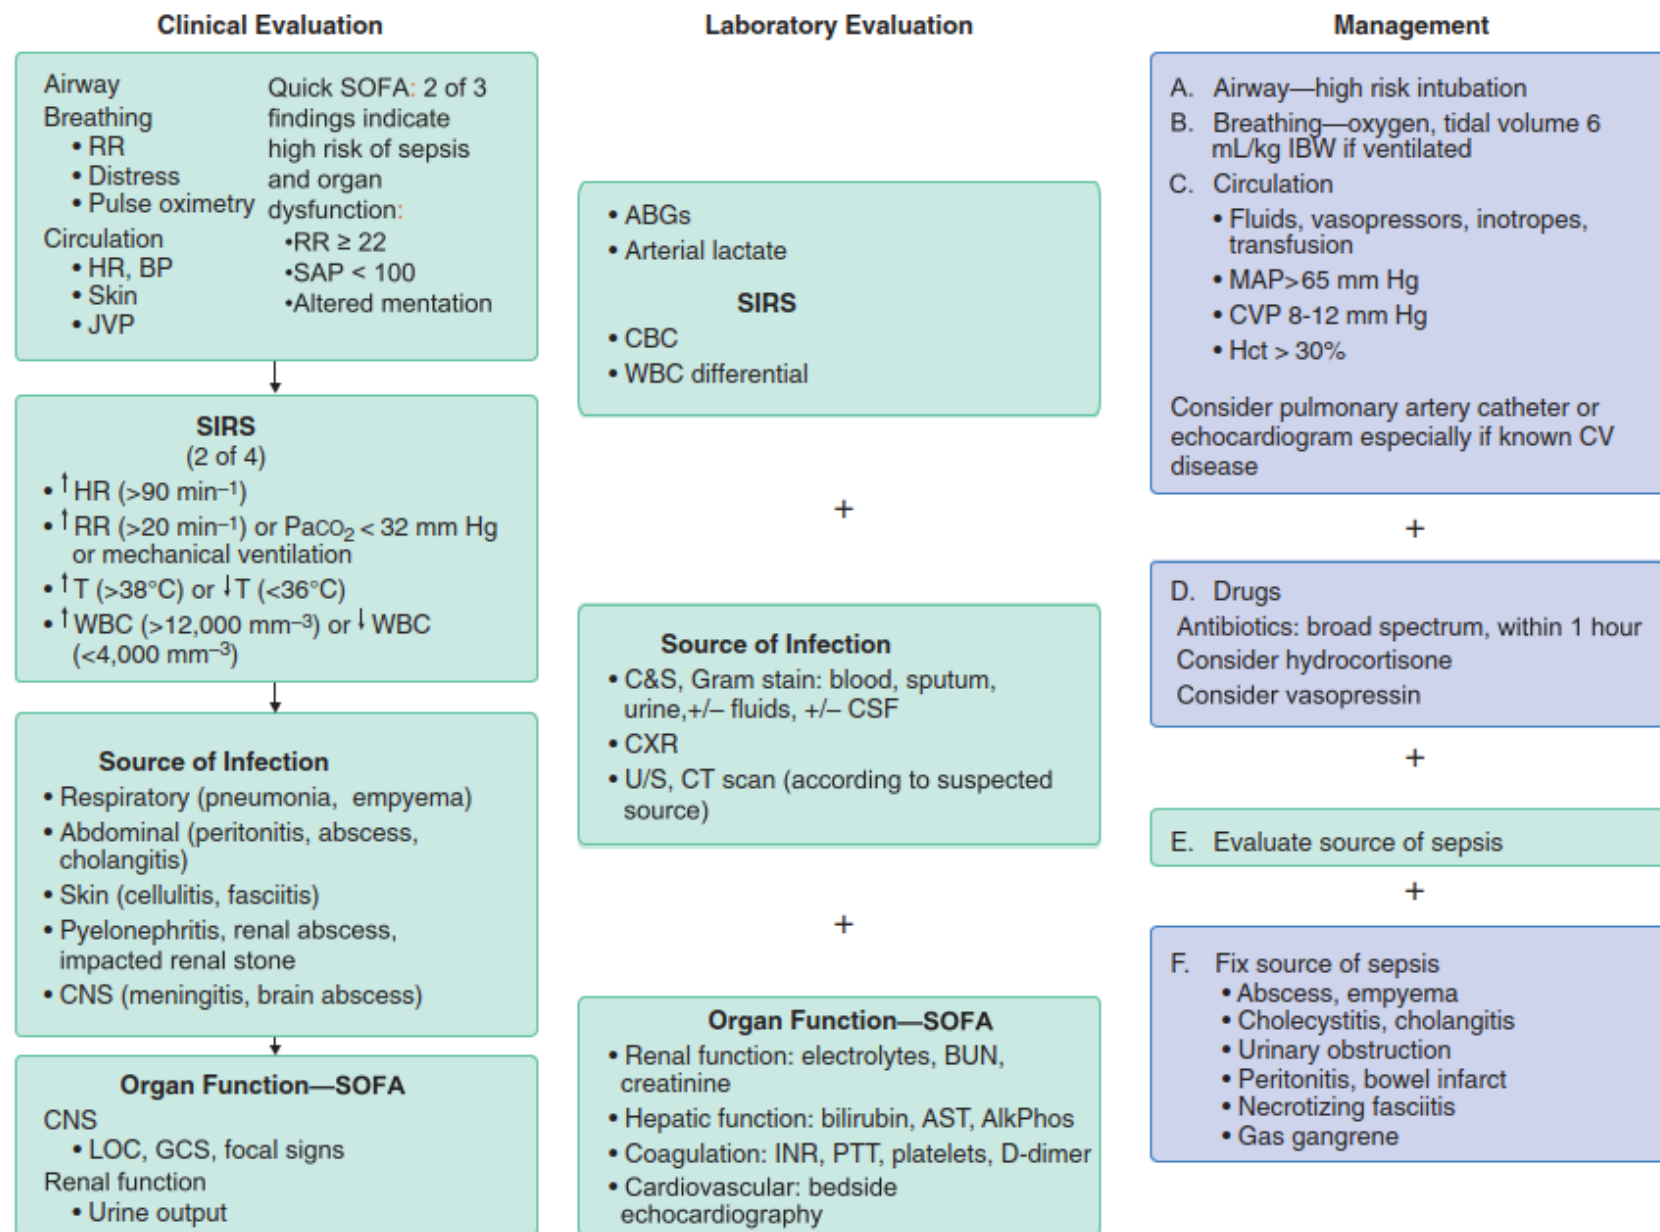 Clinical Evaluation
Airway
Breathing
• RR
• Distress
• Pulse oximetry
Circulation
• HR, BP
• Skin
• JVP
Quick SOFA: 2 of 3
findings indicate
high risk of sepsis
and organ
dysfunction:
•RR ≥ 22
•SAP < 100
•Altered mentation
SIRS
(2 of 4)
• ↑HR (>90 min–1)
• ↑RR (>20 min–1) or PaCO2 < 32 mm Hg
or mechanical ventilation
• ↑T (>38°C) or ↓T (<36°C)
• ↑WBC (>12,000 mm–3) or ↓ WBC
(<4,000 mm–3)
Source of Infection
• Respiratory (pneumonia, empyema)
• Abdominal (peritonitis, abscess,
cholangitis)
• Skin (cellulitis, fasciitis)
• Pyelonephritis, renal abscess,
impacted renal stone
• CNS (meningitis, brain abscess)
Organ Function—SOFA
CNS
• LOC, GCS, focal signs
Renal function
• Urine output
Laboratory Evaluation
• ABGs
• Arterial lactate
SIRS
• CBC
• WBC differential
+
Source of Infection
• C&S, Gram stain: blood, sputum,
urine,+/– fluids, +/– CSF
• CXR
• U/S, CT scan (according to suspected
source)
+
Organ Function—SOFA
• Renal function: electrolytes, BUN,
creatinine
• Hepatic function: bilirubin, AST, AlkPhos
• Coagulation: INR, PTT, platelets, D-dimer
• Cardiovascular: bedside
echocardiography
Management
A. Airway—high risk intubation
B. Breathing—oxygen, tidal volume 6
mL/kg IBW if ventilated
C. Circulation
• Fluids, vasopressors, inotropes,
transfusion
• MAP>65 mm Hg
• CVP 8-12 mm Hg
• Hct > 30%
Consider pulmonary artery catheter or
echocardiogram especially if known CV
disease
+
D. Drugs
Antibiotics: broad spectrum, within 1 hour
Consider hydrocortisone
Consider vasopressin
+
E. Evaluate source of sepsis
+
F. Fix source of sepsis
• Abscess, empyema
• Cholecystitis, cholangitis
• Urinary obstruction
• Peritonitis, bowel infarct
• Necrotizing fasciitis
• Gas gangrene